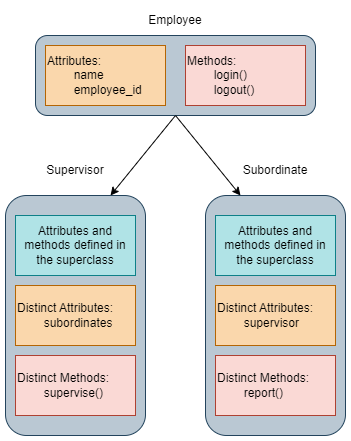 Employee
Attributes:
name
employee_id
Methods:
login()
logout()
Supervisor
Attributes and
methods defined in
the superclass
Distinct Attributes:
subordinates
Distinct Methods:
supervise()
Subordinate
Attributes and
methods defined in
the superclass
Distinct Attributes:
supervisor
Distinct Methods:
report()